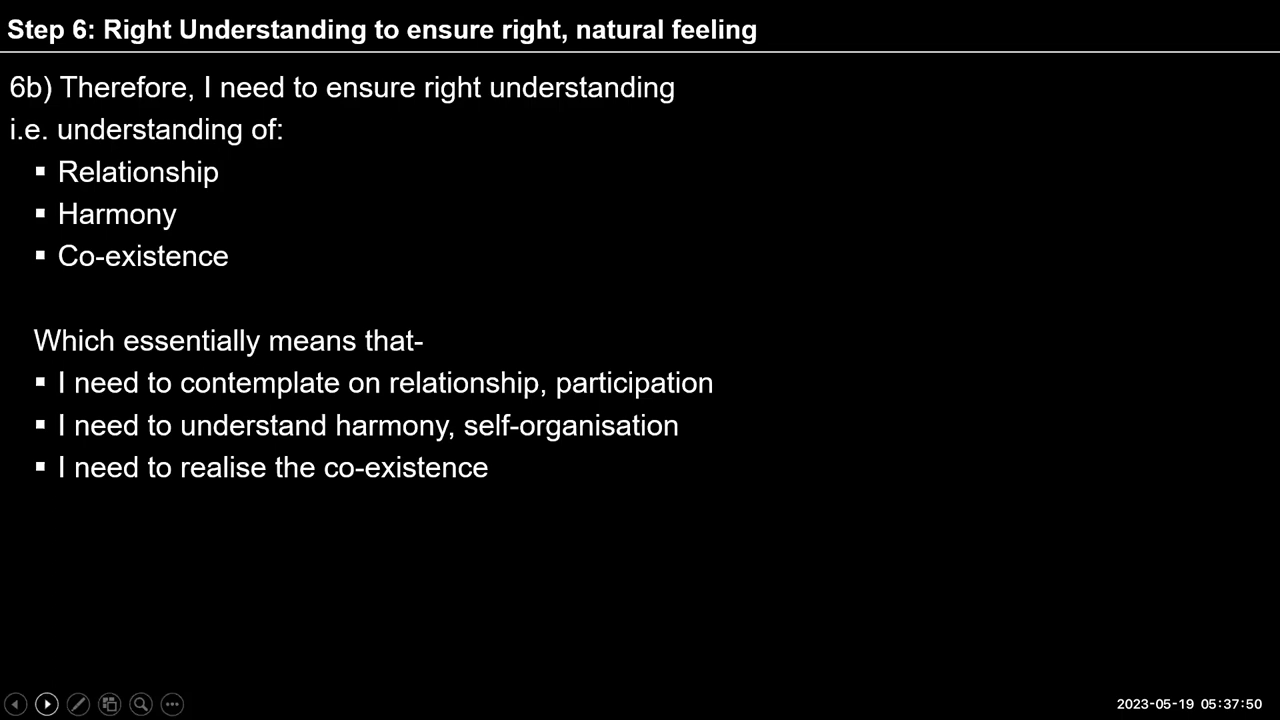 Step 6: Right Understanding to ensure right, natural feeling
6b) Therefore, I need to ensure right understanding
i.e. understanding of:
▪ Relationship
▪ Harmony
▪ Co-existence
Which essentially means that-
▪ I need to contemplate on relationship, participation
▪ I need to understand harmony, self-organisation
▪ I need to realise the co-existence
2023-05-19 05:37:50